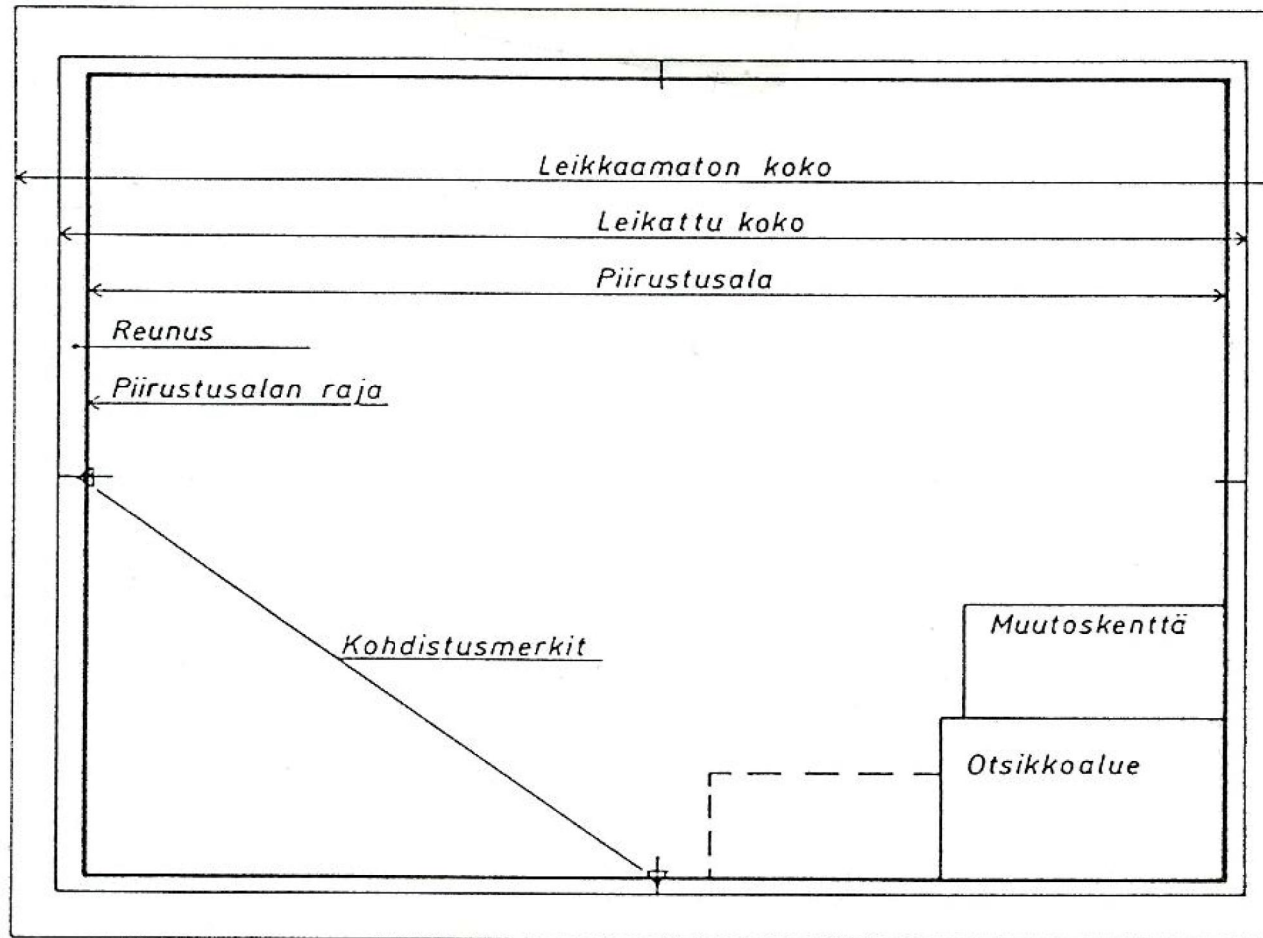 Leikkaamaton koko
Leikattu koko
Piirustusala
Reunus
Piirustusalan raja
Kohdistusmerkit
Muutoskenttä
Otsikkoalue